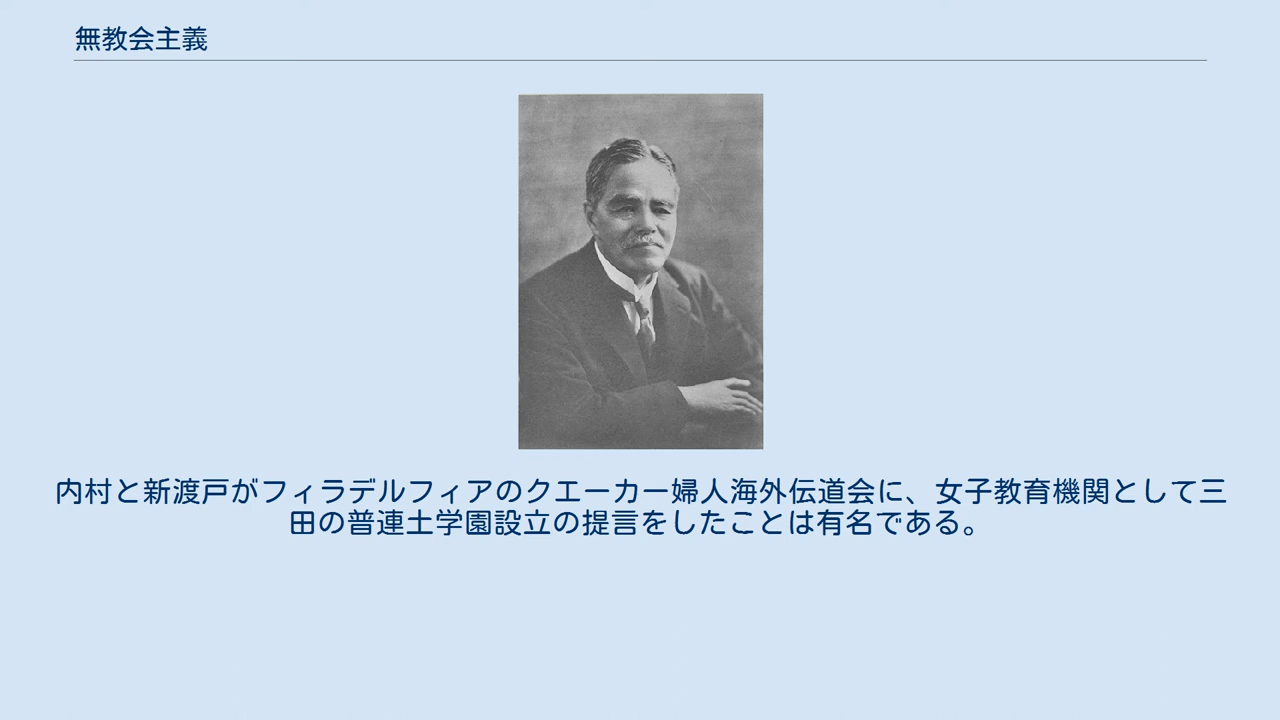 無教会主義
内村と新渡戸がフィラデルフィアのクエーカー婦人海外伝道会に、女子教育機関として三
田の普連土学園設立の提言をしたことは有名である。